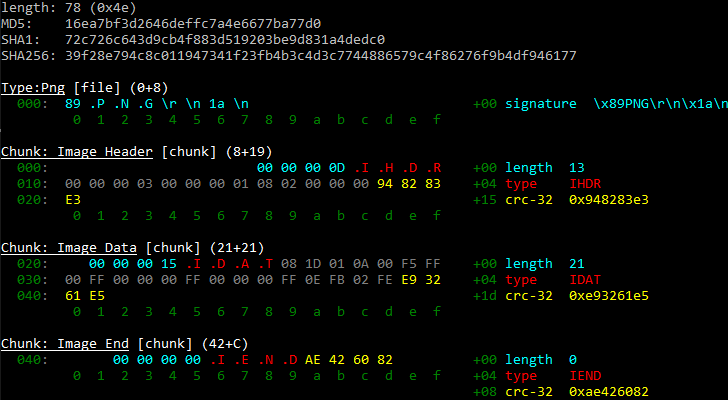 length: 78 (0x4e)
MD5: 16ea7bf3d2646deffc7a4e6677ba77d0
SHA1: 72c726c643d9cb4f883d519203be9d831a4dedc0
SHA256: 39f28e794c8c011947341f23fb4b3c4d3c7744886579c4f86276f9b4df946177
Type:Png [file] (0+8)
000: 89 .P .N .G \r \n 1a \n +00 signature \x89PNG\r\n\x1a\n
0 1 2 3 4 5 6 7 8 9 a b c d e f
Chunk: Image Header [chunk] (8+19)
000: 00 00 00 0D .I .H .D .R +00 length 13
010: 00 00 00 03 00 00 00 01 08 02 00 00 00 94 82 83 +04 type IHDR
020: E3 +15 crc-32 0x948283e3
0 1 2 3 4 5 6 7 8 9 a b c d e f
Chunk: Image Data [chunk] (21+21)
020: 00 00 00 15 .I .D .A .T 08 1D 01 0A 00 F5 FF +00 length 21
030: 00 FF 00 00 00 FF 00 00 00 FF 0E FB 02 FE E9 32 +04 type IDAT
040: 61 E5 +1d crc-32 0xe93261e5
0 1 2 3 4 5 6 7 8 9 a b c d e f
Chunk: Image End [chunk] (42+C)
040: 00 00 00 00 .I .E .N .D AE 42 60 82 +00 length 0
0 1 2 3 4 5 6 7 8 9 a b c d e f +04 type IEND
+08 crc-32 0xae426082